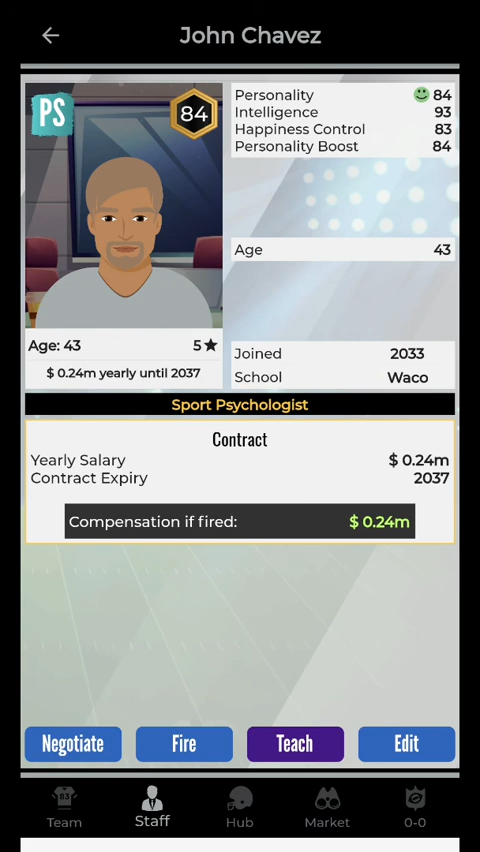 John Chavez
PS
84
Personality 84
Intelligence 93
Happiness Control 83
Personality Boost 84
Age 43
Age: 43 5★
$ 0.24m yearly until 2037
Joined 2033
School Waco
Sport Psychologist
Contract
Yearly Salary $ 0.24m
Contract Expiry 2037
Compensation if fired: $ 0.24m
Negotiate Fire Teach Edit
83
Team Staff Hub Market 0-0